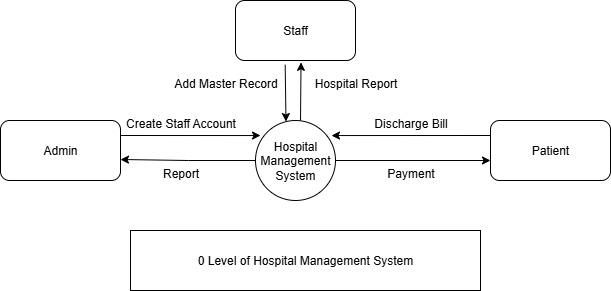 Staff
Add Master Record
Hospital Report
Create Staff Account
Discharge Bill
Admin
Hospital
Management
System
Patient
Report
Payment
0 Level of Hospital Management System